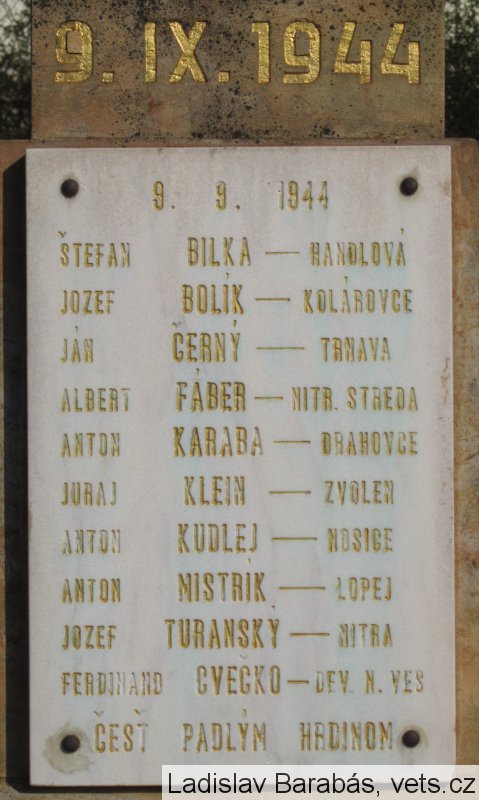 9. IX. 1944
9. 9. 1944
ŠTEFAN BILKA — HANDLOVÁ
JOZEF BOLÍK — KOLÁROVCE
JÁN ČERNÝ — TRNAVA
ALBERT FÁBER — NITR. STREDA
ANTON KARABA — DRAHOVCE
JURAJ KLEIN — ZVOLEN
ANTON KUDLEJ — NOSICE
ANTON MISTRÍK — LOPEJ
JOZEF TURANSKÝ — NITRA
FERDINAND CVEČKO — DEV. N. VES
ČESŤ PADLÝM HRDINOM
Ladislav Barabás, vets.cz